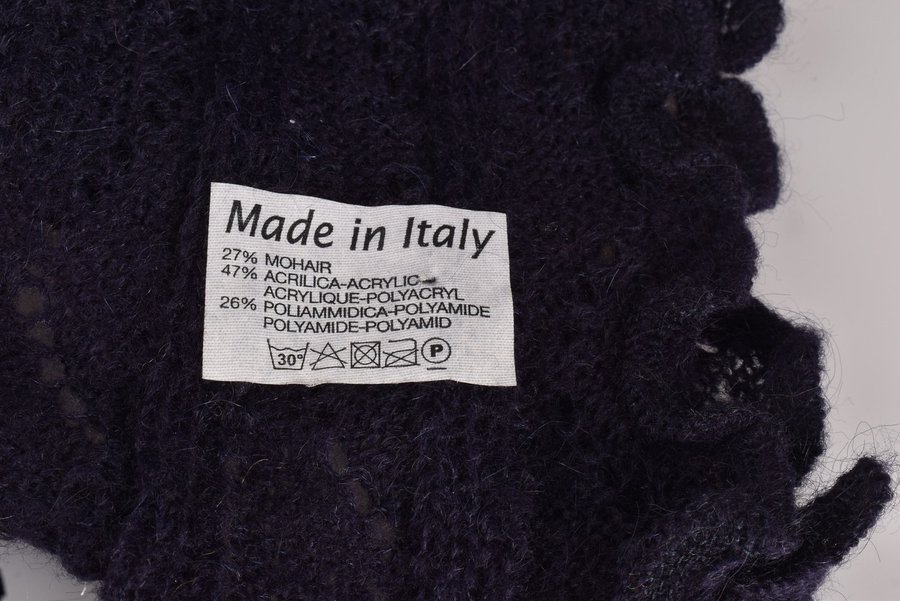 Made in Italy
27% MOHAIR
47% ACRILICA-ACRYLIC-
ACRYLIQUE-POLYACRYL
26% POLIAMMIDICA-POLYAMIDE
POLYAMIDE-POLYAMID
30° P